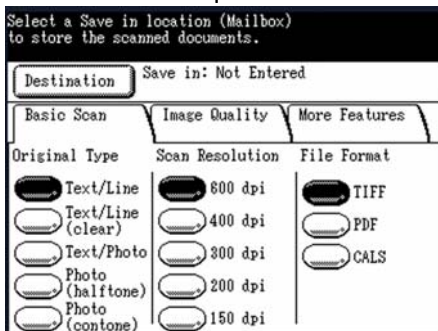 Select a Save in location (Mailbox)
to store the scanned documents.
Destination
Save in: Not Entered
Basic Scan
Image Quality
More Features
Original Type
Text/Line
Text/Line
(clear)
Text/Photo
Photo
(halftone)
Photo
(contone)
Scan Resolution
600 dpi
400 dpi
300 dpi
200 dpi
150 dpi
File Format
TIFF
PDF
CALS